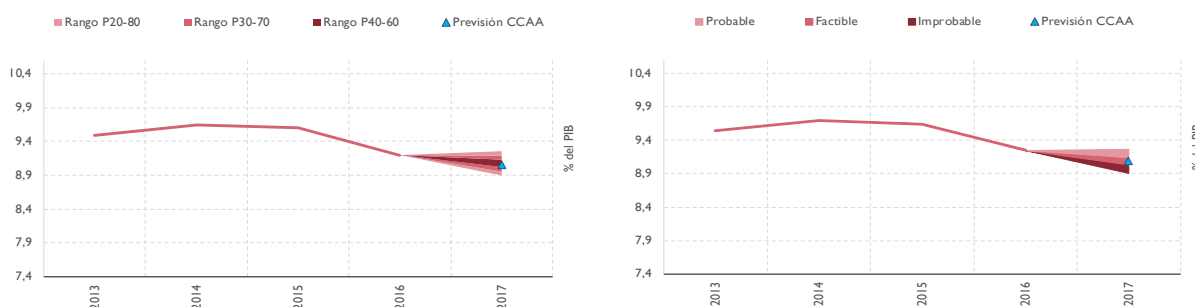 Rango P20-80 Rango P30-70 Rango P40-60 Previsión CCAA
10,4
9,9
9,4
8,9
8,4
7,9
7,4
2013 2014 2015 2016 2017
% del PIB
Probable Factible Improbable Previsión CCAA
10,4
9,9
9,4
8,9
8,4
7,9
7,4
2013 2014 2015 2016 2017
% del PIB